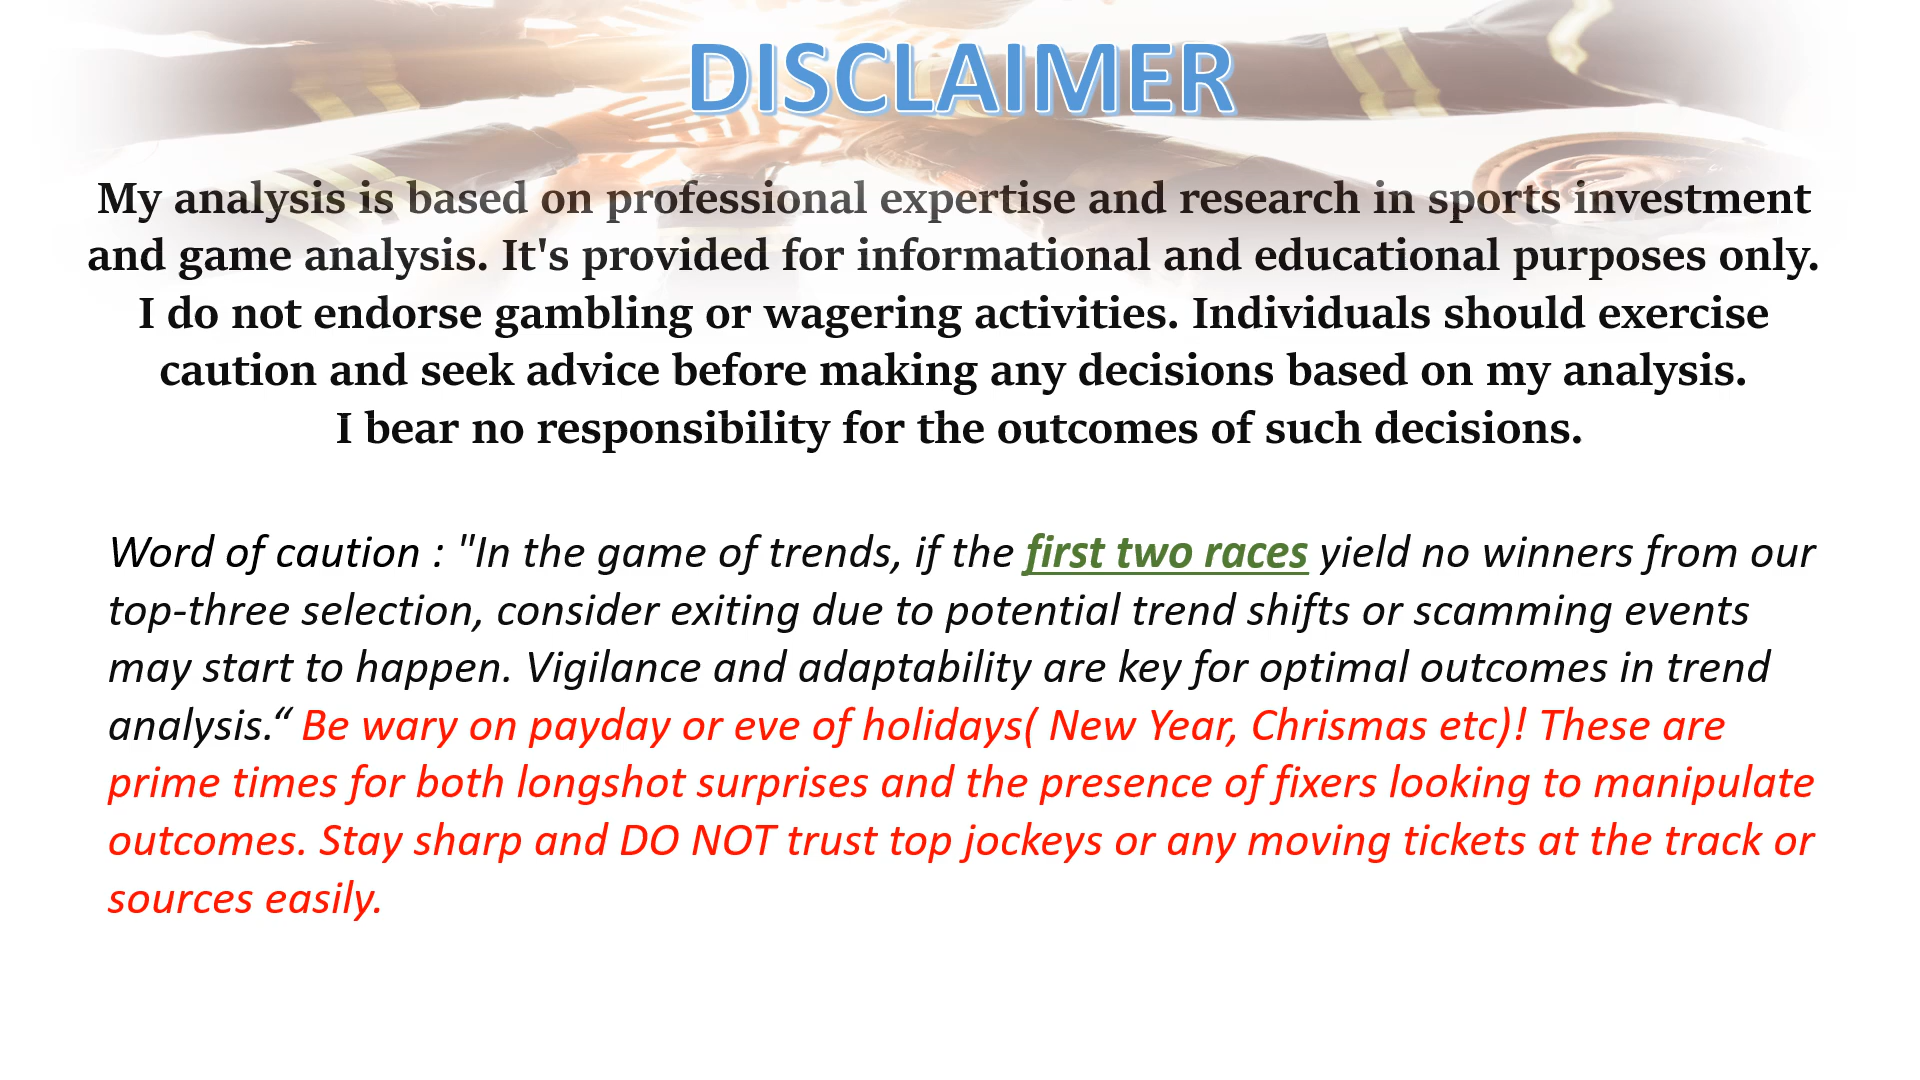 DISCLAIMER
My analysis is based on professional expertise and research in sports investment
and game analysis. It's provided for informational and educational purposes only.
I do not endorse gambling or wagering activities. Individuals should exercise
caution and seek advice before making any decisions based on my analysis.
I bear no responsibility for the outcomes of such decisions.
Word of caution : "In the game of trends, if the first two races yield no winners from our
top-three selection, consider exiting due to potential trend shifts or scamming events
may start to happen. Vigilance and adaptability are key for optimal outcomes in trend
analysis.“ Be wary on payday or eve of holidays( New Year, Chrismas etc)! These are
prime times for both longshot surprises and the presence of fixers looking to manipulate
outcomes. Stay sharp and DO NOT trust top jockeys or any moving tickets at the track or
sources easily.